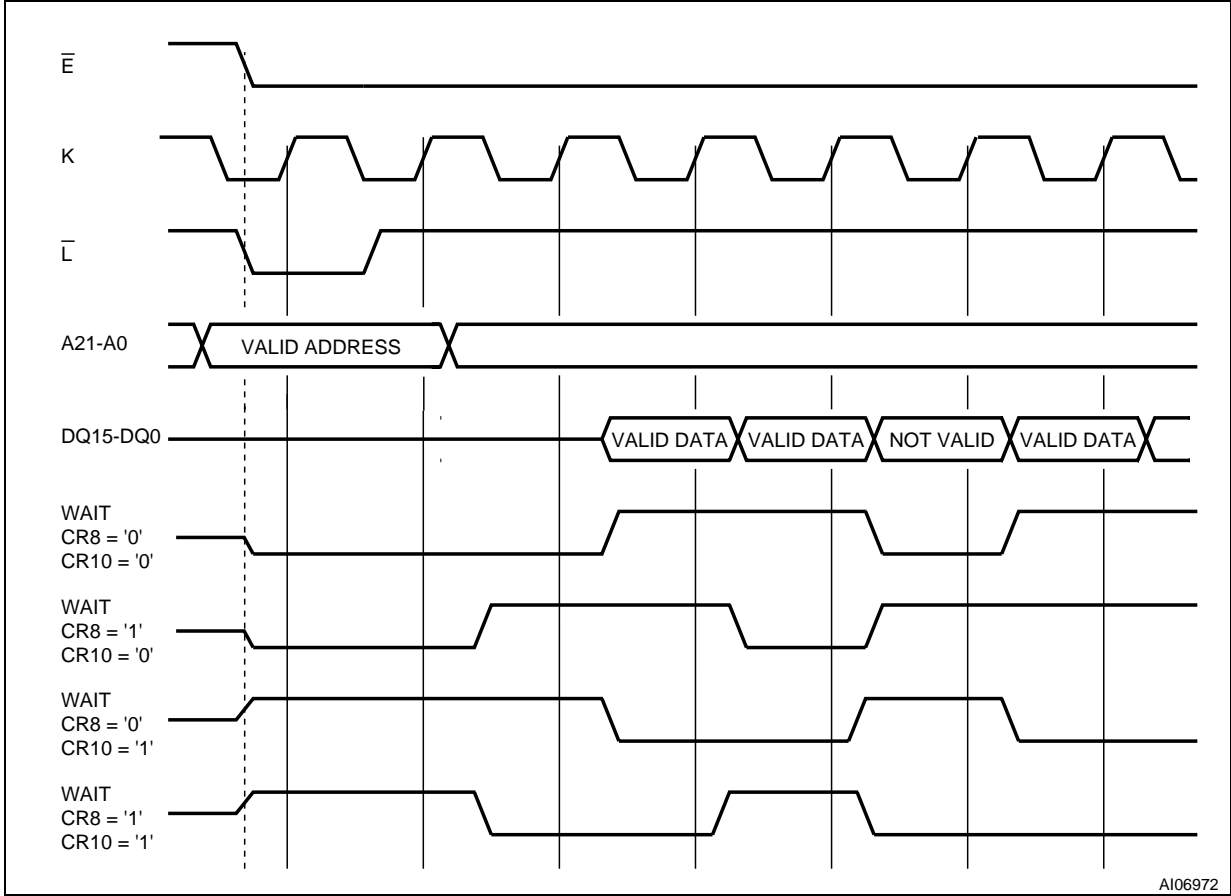 E
K
L
A21-A0
VALID ADDRESS
DQ15-DQ0
VALID DATA
VALID DATA
NOT VALID
VALID DATA
WAIT
CR8 = '0'
CR10 = '0'
WAIT
CR8 = '1'
CR10 = '0'
WAIT
CR8 = '0'
CR10 = '1'
WAIT
CR8 = '1'
CR10 = '1'
AI06972